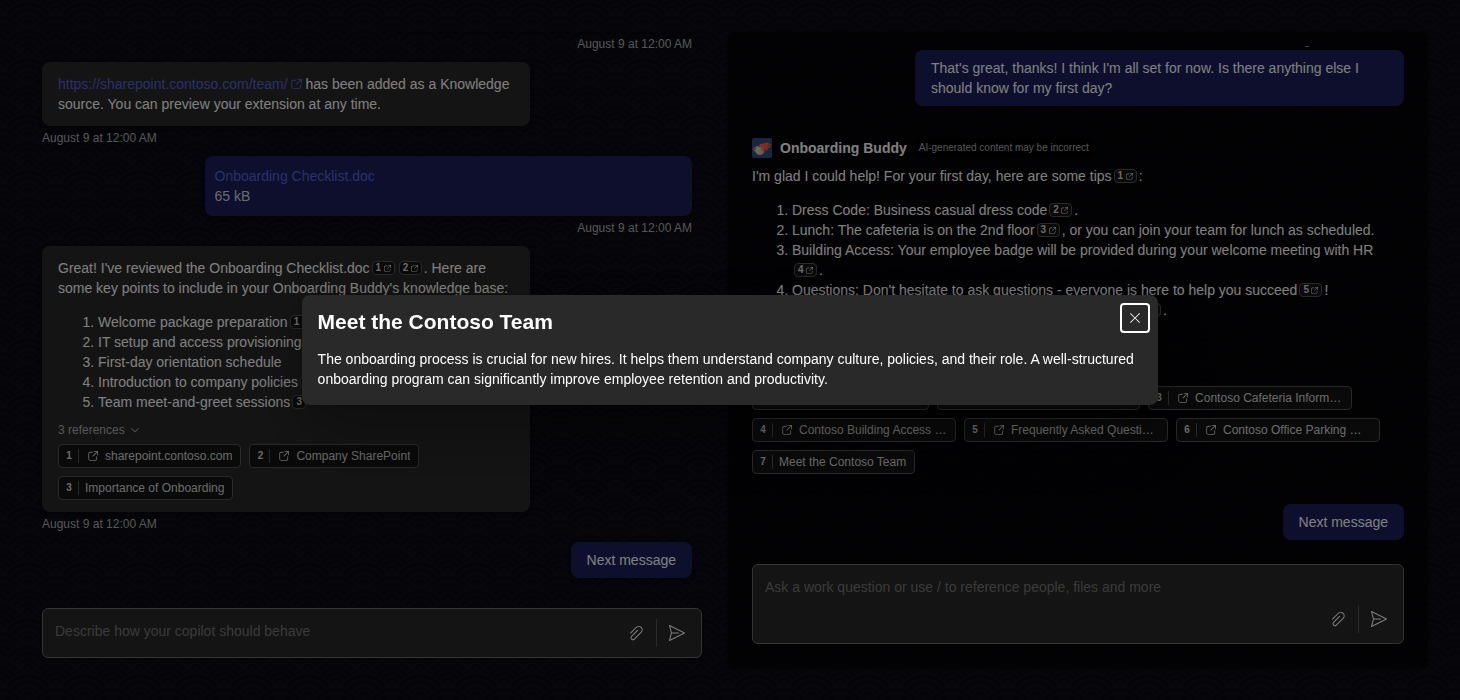 August 9 at 12:00 AM
https://sharepoint.contoso.com/team/ has been added as a Knowledge
source. You can preview your extension at any time.
August 9 at 12:00 AM
Onboarding Checklist.doc
65 kB
August 9 at 12:00 AM
Great! I've reviewed the Onboarding Checklist.doc 1 2 . Here are
some key points to include in your Onboarding Buddy's knowledge base:
1. Welcome package preparation 1
2. IT setup and access provisioning
3. First-day orientation schedule
4. Introduction to company policies
5. Team meet-and-greet sessions 3
3 references
1 sharepoint.contoso.com
2 Company SharePoint
3 Importance of Onboarding
August 9 at 12:00 AM
Next message
Describe how your copilot should behave
That's great, thanks! I think I'm all set for now. Is there anything else I
should know for my first day?
Onboarding Buddy AI-generated content may be incorrect
I'm glad I could help! For your first day, here are some tips 1 :
1. Dress Code: Business casual dress code 2 .
2. Lunch: The cafeteria is on the 2nd floor 3 , or you can join your team for lunch as scheduled.
3. Building Access: Your employee badge will be provided during your welcome meeting with HR
4 .
4. Questions: Don't hesitate to ask questions - everyone is here to help you succeed 5 !
.
Meet the Contoso Team
The onboarding process is crucial for new hires. It helps them understand company culture, policies, and their role. A well-structured
onboarding program can significantly improve employee retention and productivity.
3 Contoso Cafeteria Inform…
4 Contoso Building Access …
5 Frequently Asked Questi…
6 Contoso Office Parking …
7 Meet the Contoso Team
Next message
Ask a work question or use / to reference people, files and more